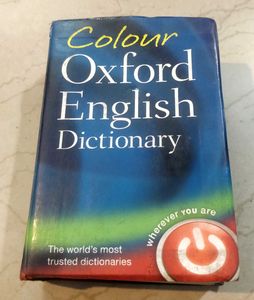 Colour
Oxford
English
Dictionary
wherever YOU are
The world's most
trusted dictionaries